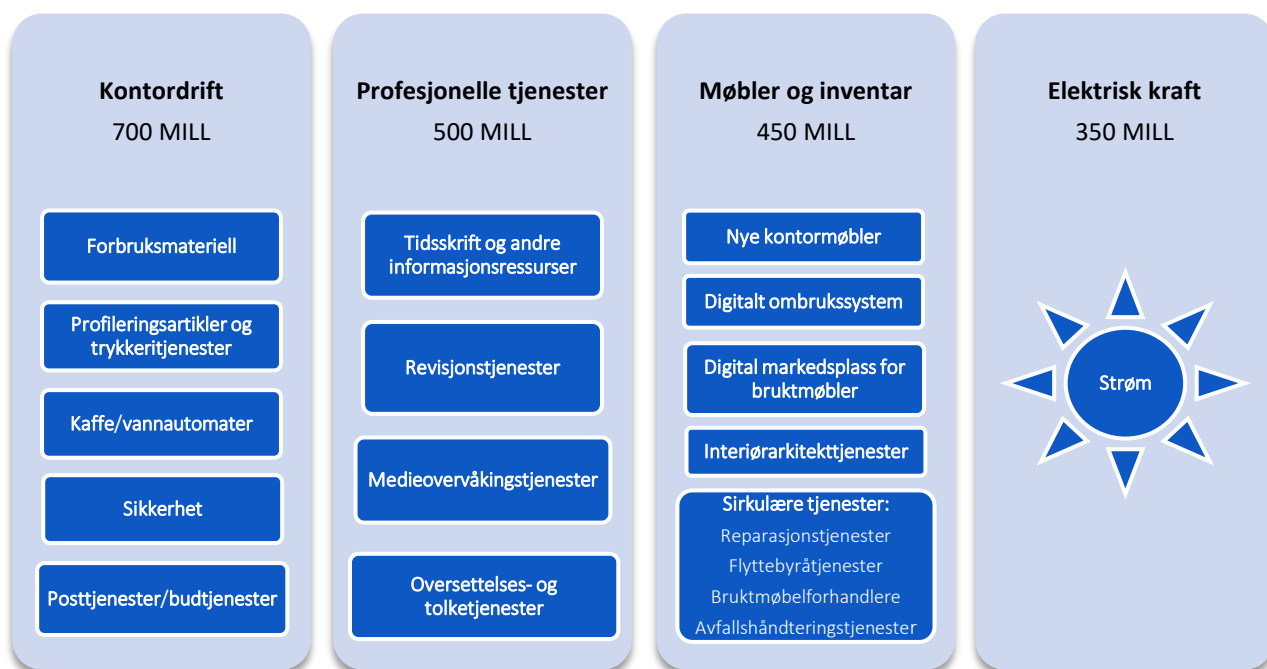 Kontordrift
700 MILL
Forbruksmateriell
Profileringsartikler og
trykkeritjenester
Kaffe/vannautomater
Sikkerhet
Posttjenester/budtjenester
Profesjonelle tjenester
500 MILL
Tidsskrift og andre
informasjonsressurser
Revisjonstjenester
Medieovervåkingstjenester
Oversettelses- og
tolketjenester
Møbler og inventar
450 MILL
Nye kontormøbler
Digitalt ombrukssystem
Digital markedsplass for
bruktmøbler
Interiørarkitekttjenester
Sirkulære tjenester:
Reparasjonstjenester
Flyttebyråtjenester
Bruktmøbelforhandlere
Avfallshåndteringstjenester
Elektrisk kraft
350 MILL
Strøm